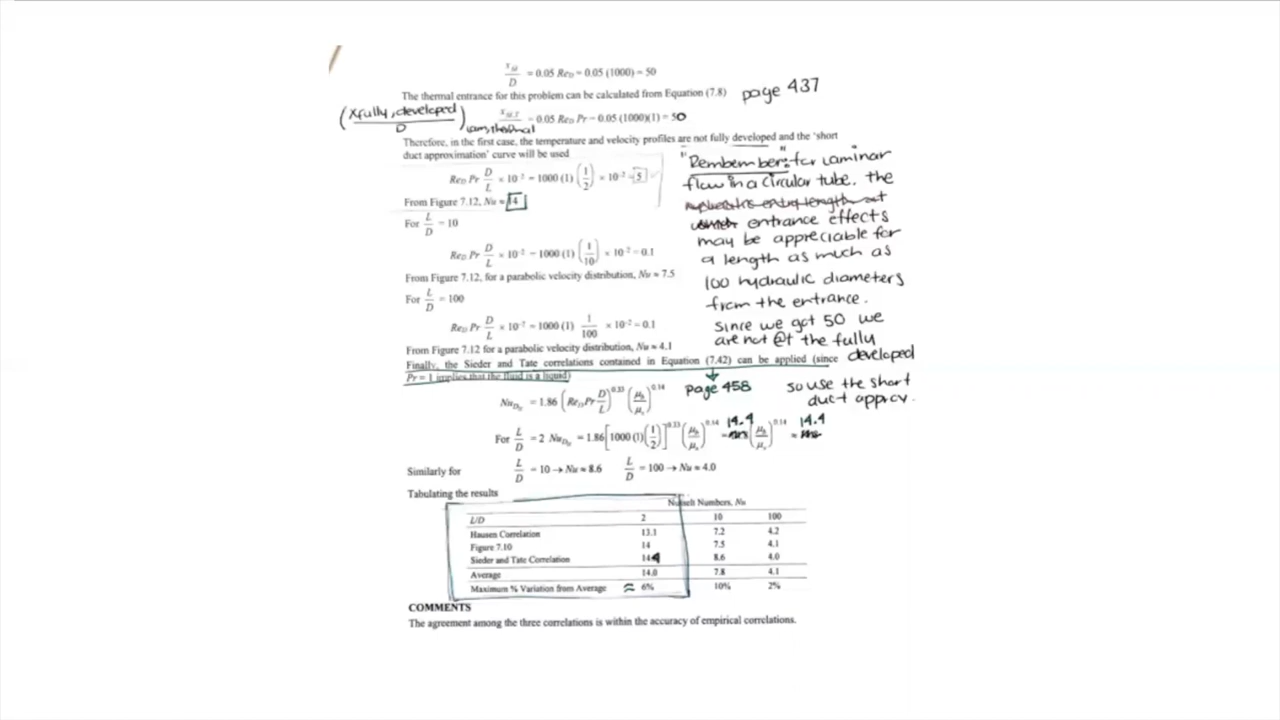 x_fd/D = 0.05 Re_D = 0.05 (1000) = 50
The thermal entrance for this problem can be calculated from Equation (7.8) page 437
(xfully, developed / D) lam, thermal = 0.05 Re_D Pr = 0.05 (1000)(1) = 50
Therefore, in the first case, the temperature and velocity profiles are not fully developed and the 'short
duct approximation' curve will be used
Re_D Pr D/L × 10⁻² = 1000 (1) (1/2) × 10⁻² = 5
From Figure 7.12, Nu ≈ 14
For L/D = 10
Re_D Pr D/L × 10⁻² = 1000 (1) (1/10) × 10⁻² = 0.1
From Figure 7.12, for a parabolic velocity distribution, Nu ≈ 7.5
For L/D = 100
Re_D Pr D/L × 10⁻² = 1000 (1) 1/100 × 10⁻² = 0.1
From Figure 7.12 for a parabolic velocity distribution, Nu ≈ 4.1
"Rembember": for Laminar
flow in a circular tube. the
entrance effects
may be appreciable for
a length as much as
100 hydraulic diameters
from the entrance.
Since we got 50 we
are not @t the fully
developed
so use the short
duct approx.
Finally, the Sieder and Tate correlations contained in Equation (7.42) can be applied (since
Pr = 1 implies that the fluid is a liquid)
page 458
Nu_D = 1.86 (Re_D Pr D/L)^0.33 (μ_b/μ_s)^0.14
For L/D = 2 Nu_D = 1.86 [1000 (1) (1/2)]^0.33 (μ_b/μ_s)^0.14 = 14.4 (μ_b/μ_s)^0.14 ≈ 14.4
Similarly for L/D = 10 → Nu ≈ 8.6 L/D = 100 → Nu ≈ 4.0
Tabulating the results
Nusselt Numbers, Nu
L/D 2 10 100
Hausen Correlation 13.1 7.2 4.2
Figure 7.10 14 7.5 4.1
Sieder and Tate Correlation 14.4 8.6 4.0
Average 14.0 7.8 4.1
Maximum % Variation from Average ≈ 6% 10% 2%
COMMENTS
The agreement among the three correlations is within the accuracy of empirical correlations.